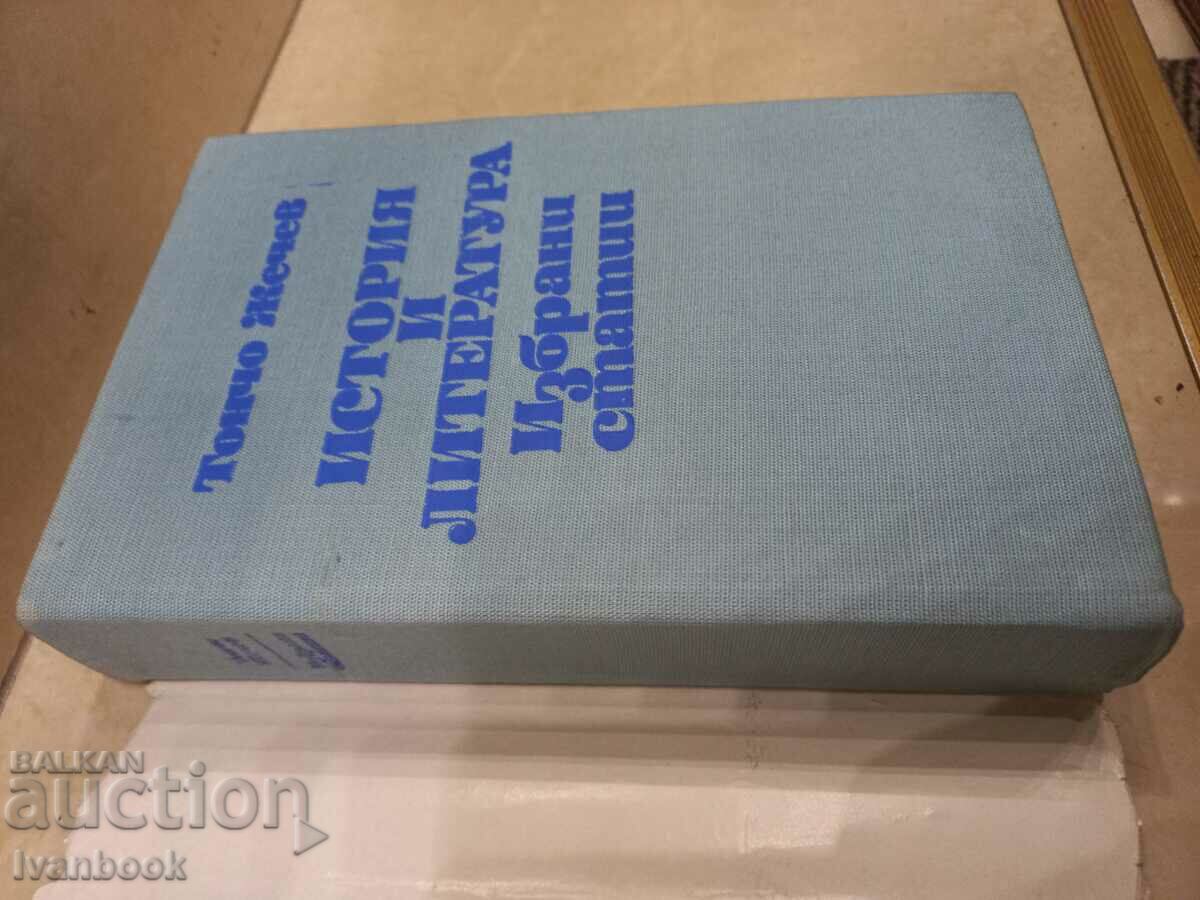 Тончо Жечев
ИСТОРИЯ
И
ЛИТЕРАТУРА
Избрани
статии
BALKAN
auction
Ivanbook